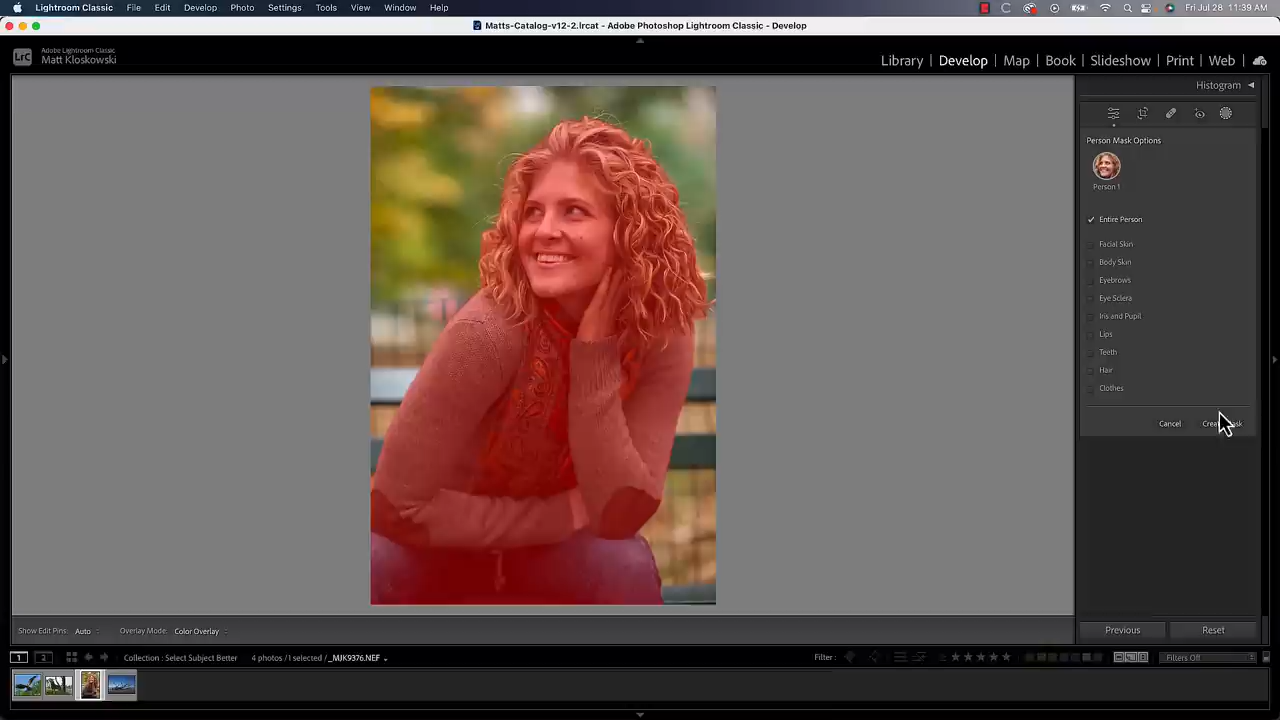 Lightroom Classic File Edit Photo Settings Tools View Window Help Fri Jul 28 11:39 AM
Develop
Matts-Catalog-v12-2.lrcat - Adobe Photoshop Lightroom Classic - Develop
LrC
Adobe Lightroom Classic
Matt Kloskowski
Library | Develop | Map | Book | Slideshow | Print | Web
Histogram
Person Mask Options
Person 1
Entire Person
Facial Skin
Body Skin
Eyebrows
Eye Sclera
Iris and Pupil
Lips
Teeth
Hair
Clothes
Cancel
Previous Reset
Show Edit Pins: Auto Overlay Mode: Color Overlay
1 2 Collection : Select Subject Better 4 photos / 1 selected / _MJK9376.NEF Filter : Filters Off